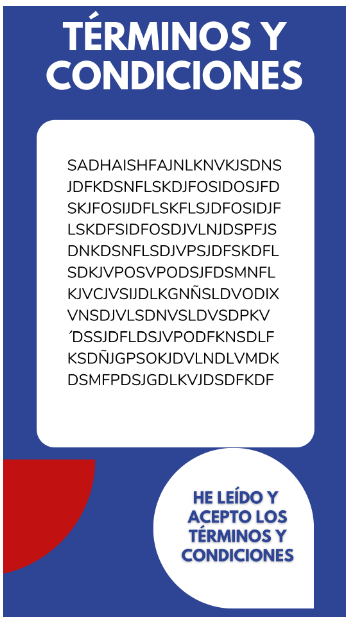 TÉRMINOS Y
CONDICIONES
SADHAISHFAJNLKNVKJSDNS
JDFKDSNFLSKDJFOSIDOSJFD
SKJFOSIJDFLSKFLSJDFOSIDJF
LSKDFSIDFOSDJVLNJDSPFJS
DNKDSNFLSDJVPSJDFSKDFL
SDKJVPOSVPODSJFDSMNFL
KJVCJVSIJDLKGNÑSLDVODIX
VNSDJVLSDNVSLDVSDPKV
´DSSJDFLDSJVPODFKNSDLF
KSDÑJGPSOKJDVLNDLVMDK
DSMFPDSJGDLKVJDSDFKDF
HE LEÍDO Y
ACEPTO LOS
TÉRMINOS Y
CONDICIONES